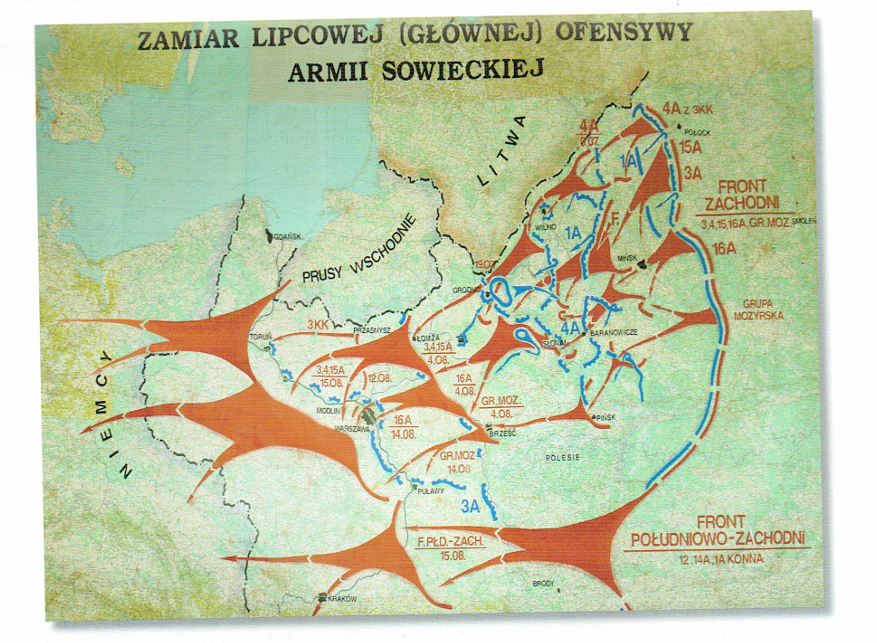 ZAMIAR LIPCOWEJ (GŁÓWNEJ) OFENSYWY
ARMII SOWIECKIEJ
4A z 3KK
POŁOCK
4A
15A
1A
3A
LITWA
FRONT
ZACHODNI
3,4,15,16A, GR.MOZ.
WILNO
1A
F.
16A
GDAŃSK
PRUSY WSCHODNIE
MIŃSK
GRODNO
GRUPA
MOZYRSKA
3KK
PRZASNYSZ
TORUŃ
ŁOMŻA
4A
BARANOWICZE
SŁONIM
3,4,15A
4.08.
NIEMCY
3,4,15A
15.08.
12.08.
16A
4.08.
GR.MOZ.
4.08.
MODLIN
WARSZAWA
16A
14.08.
PIŃSK
BRZEŚĆ
GR.MOZ
14.08
POLESIE
PUŁAWY
3A
FRONT
POŁUDNIOWO-ZACHODNI
12,14A,1A KONNA
F.PŁD.-ZACH.
15.08.
BRODY
KRAKÓW